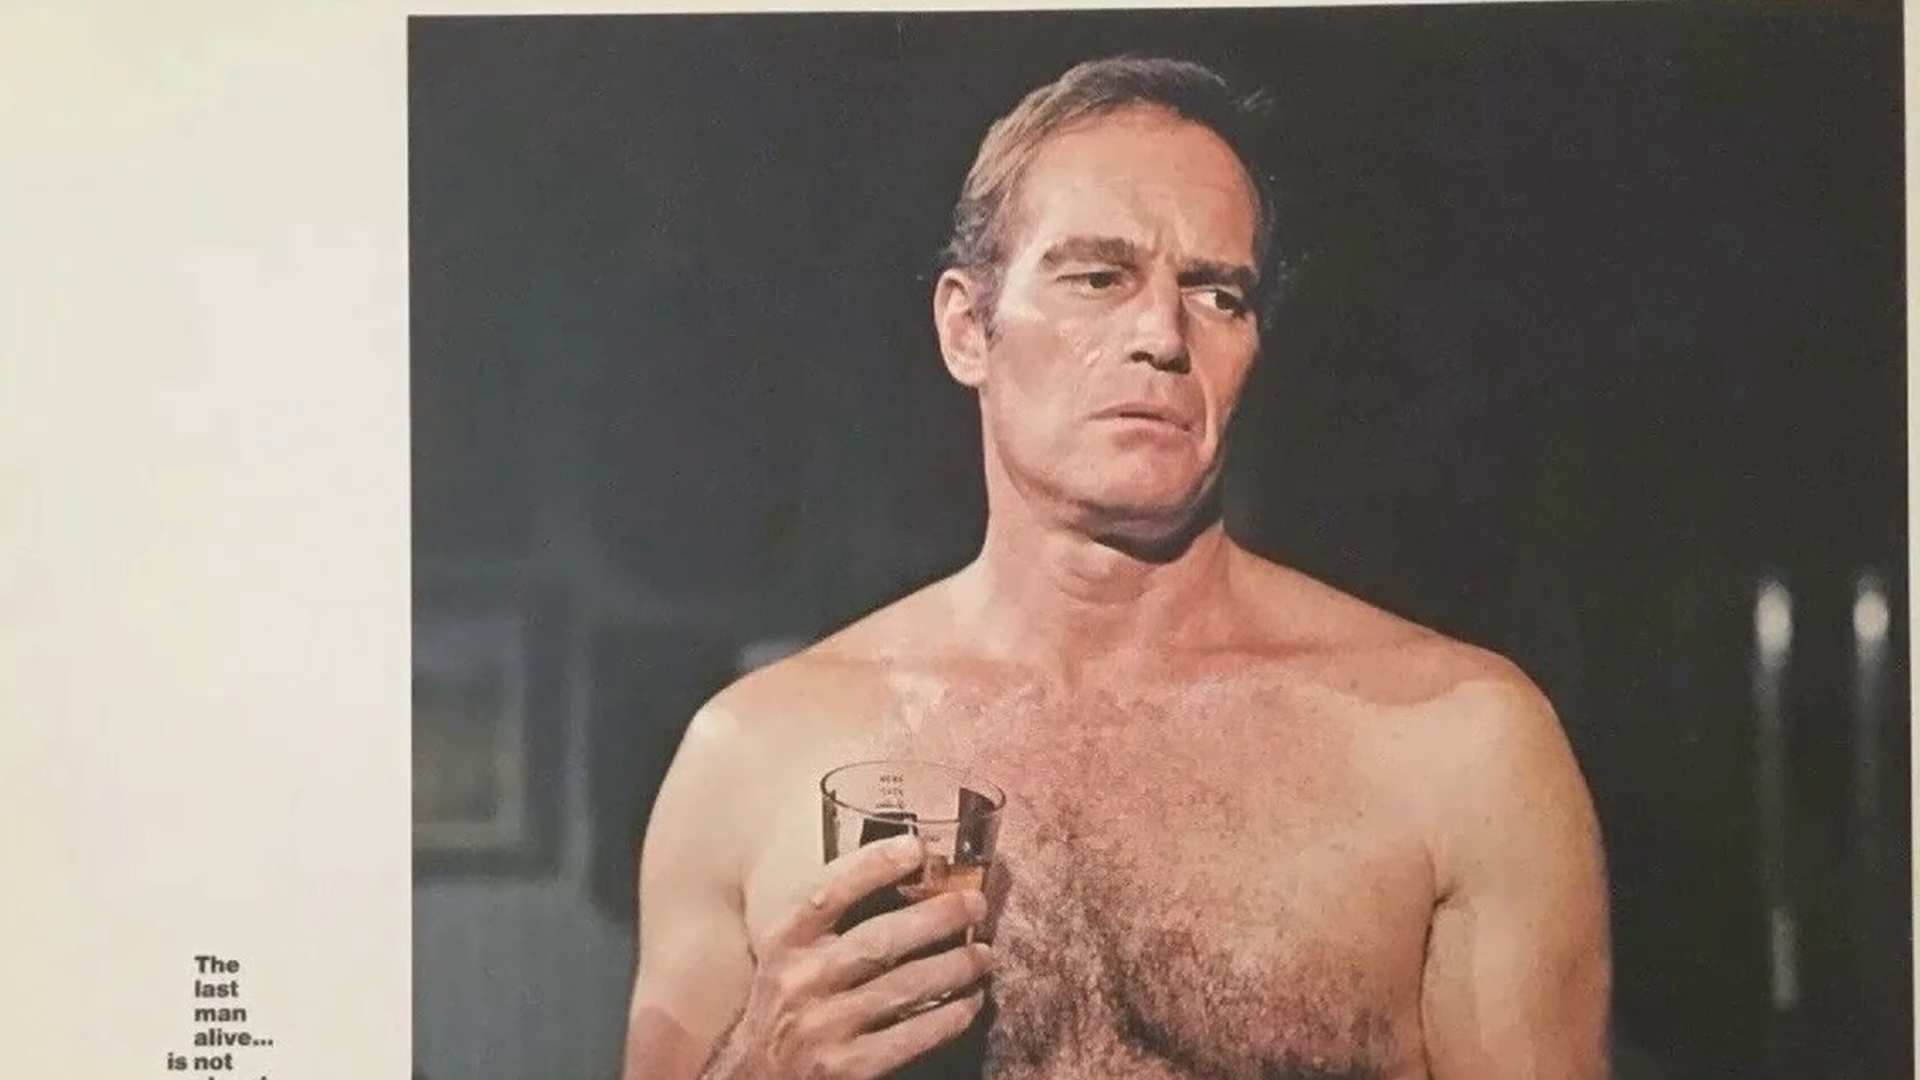 The
last
man
alive...
is not